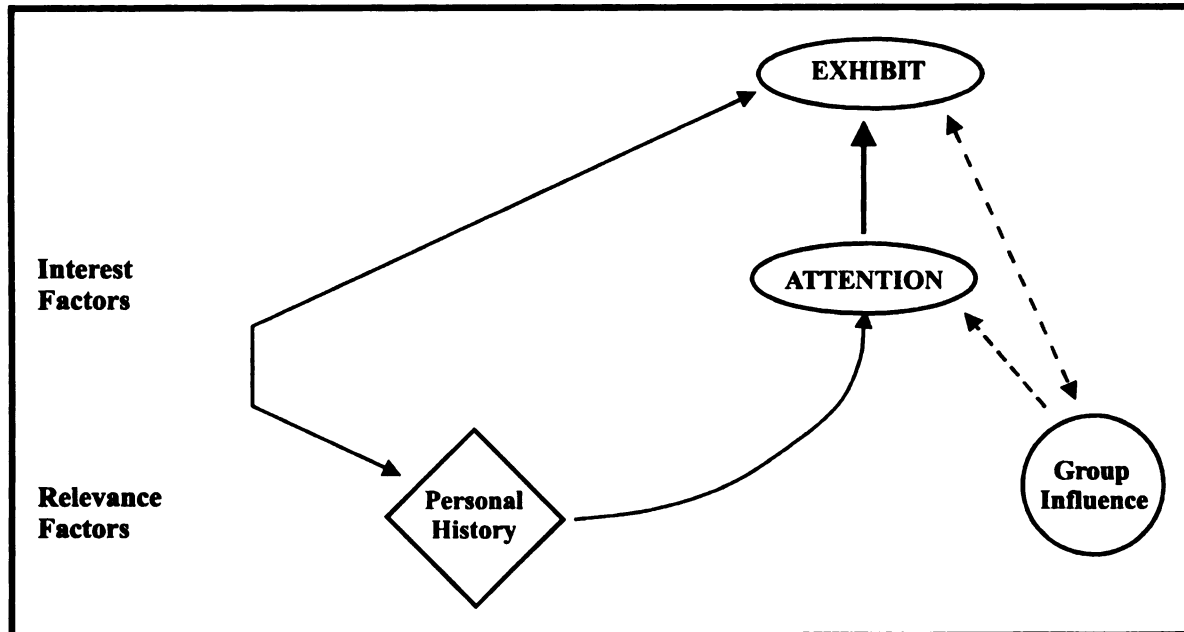 EXHIBIT
Interest
Factors
ATTENTION
Relevance
Factors
Personal
History
Group
Influence